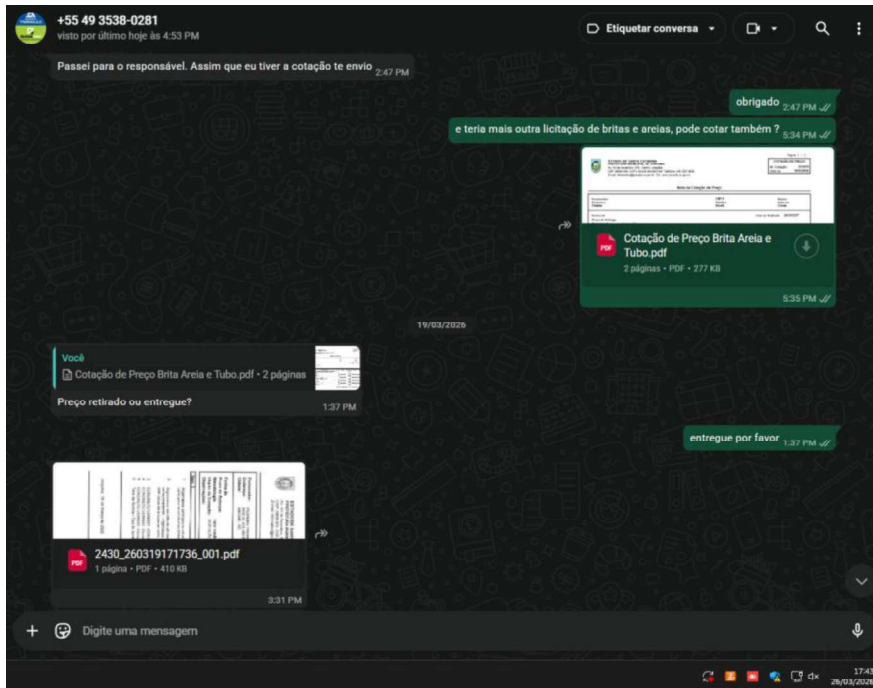 +55 49 3538-0281
visto por último hoje às 4:53 PM
Etiquetar conversa
Passei para o responsável. Assim que eu tiver a cotação te envio 2:47 PM
obrigado 2:47 PM
e teria mais outra licitação de britas e areias, pode cotar também ? 5:34 PM
PDF
Cotação de Preço Brita Areia e
Tubo.pdf
2 páginas • PDF • 277 KB
5:35 PM
19/03/2026
Você
Cotação de Preço Brita Areia e Tubo.pdf • 2 páginas
Preço retirado ou entregue?
1:37 PM
entregue por favor 1:37 PM
PDF
2430_260319171736_001.pdf
1 página • PDF • 410 KB
3:31 PM
Digite uma mensagem
17:43
26/03/2026